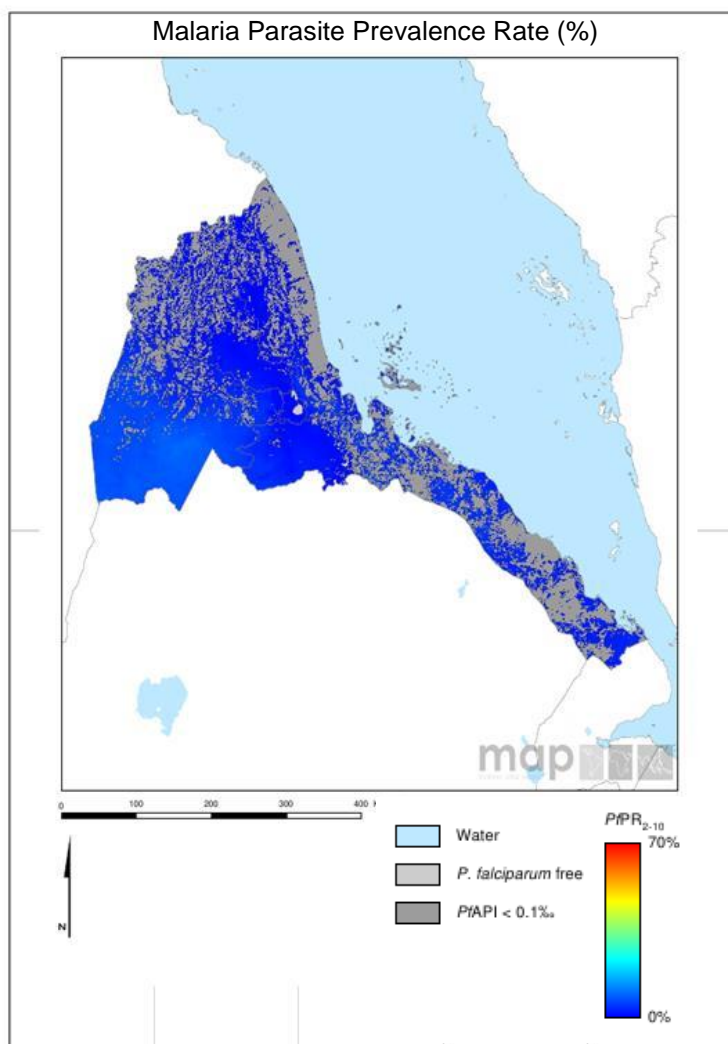 Malaria Parasite Prevalence Rate (%)
map
0 100 200 300 400
Water
P. falciparum free
PfAPI < 0.1‰
PfPR2-10
70%
0%
N